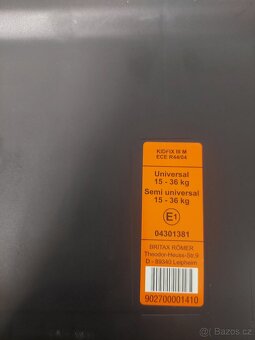 KIDFIX III M
ECE R44/04
Universal
15 - 36 kg
Semi universal
15 - 36 kg
E1
04301381
BRITAX RÖMER
Theodor-Heuss-Str.9
D - 89340 Leipheim
902700001410
Bazoš.cz